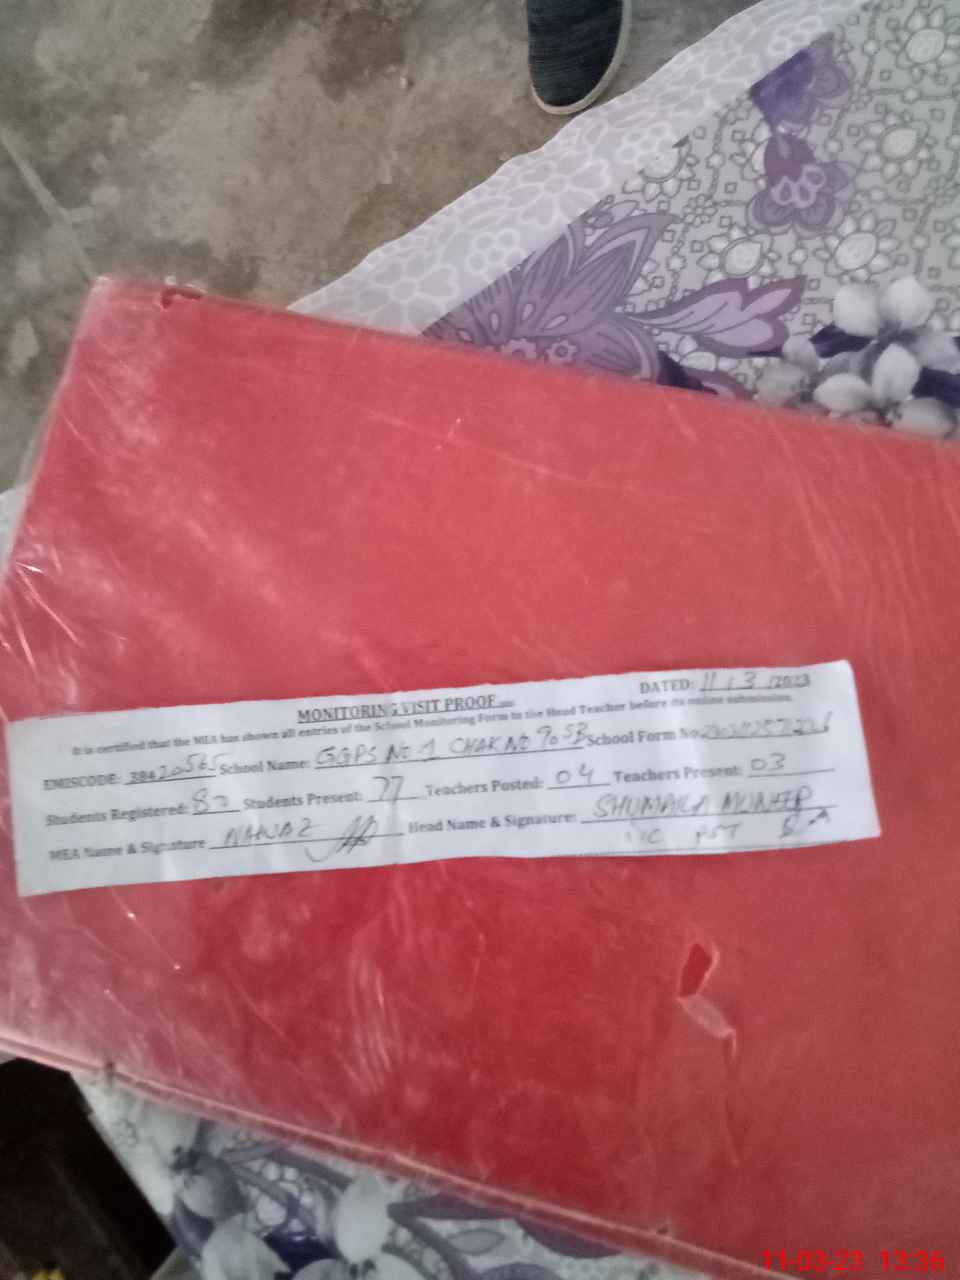 MONITORING VISIT PROOF
DATED: 11 / 3 /2023
It is certified that the MEA has shown all entries of the School Monitoring Form to the Head Teacher before its online submission.
EMISCODE: 38420565 School Name: GGPS No 1 CHAK NO 70 SB School Form No
Students Registered: 80 Students Present: 77 Teachers Posted: 04 Teachers Present: 03
MEA Name & Signature NAWAZ Head Name & Signature: SHUMAILA MUNEER
I/C PST
11-03-23 13:36